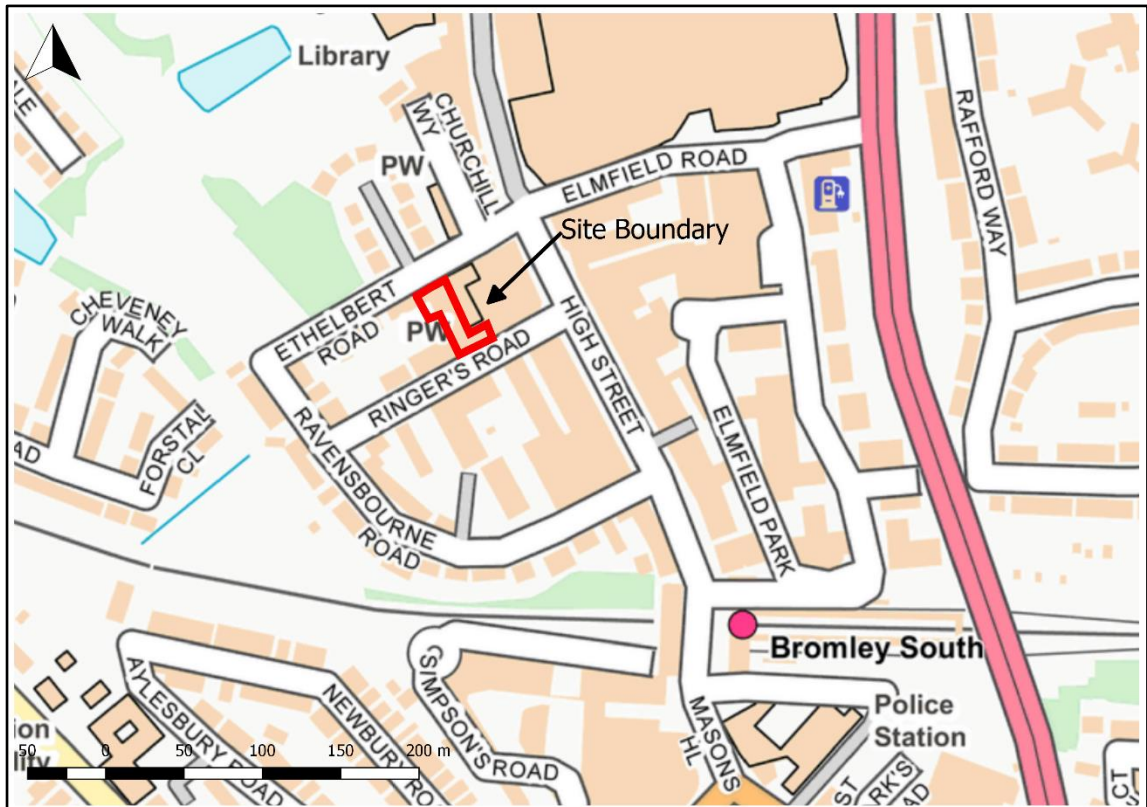 Library
CHURCHILL
WY
PW
ELMFIELD ROAD
RAFFORD WAY
Site Boundary
ETHELBERT
ROAD
CHEVENEY
WALK
PW
RINGER'S ROAD
HIGH STREET
FORSTAL
CL
RAVENSBOURNE
ROAD
ELMFIELD PARK
Bromley South
SIMPSON'S
ROAD
AYLESBURY ROAD
NEWBURY
MASONS
HL
Police
Station
50 0 50 100 150 200 m
CT